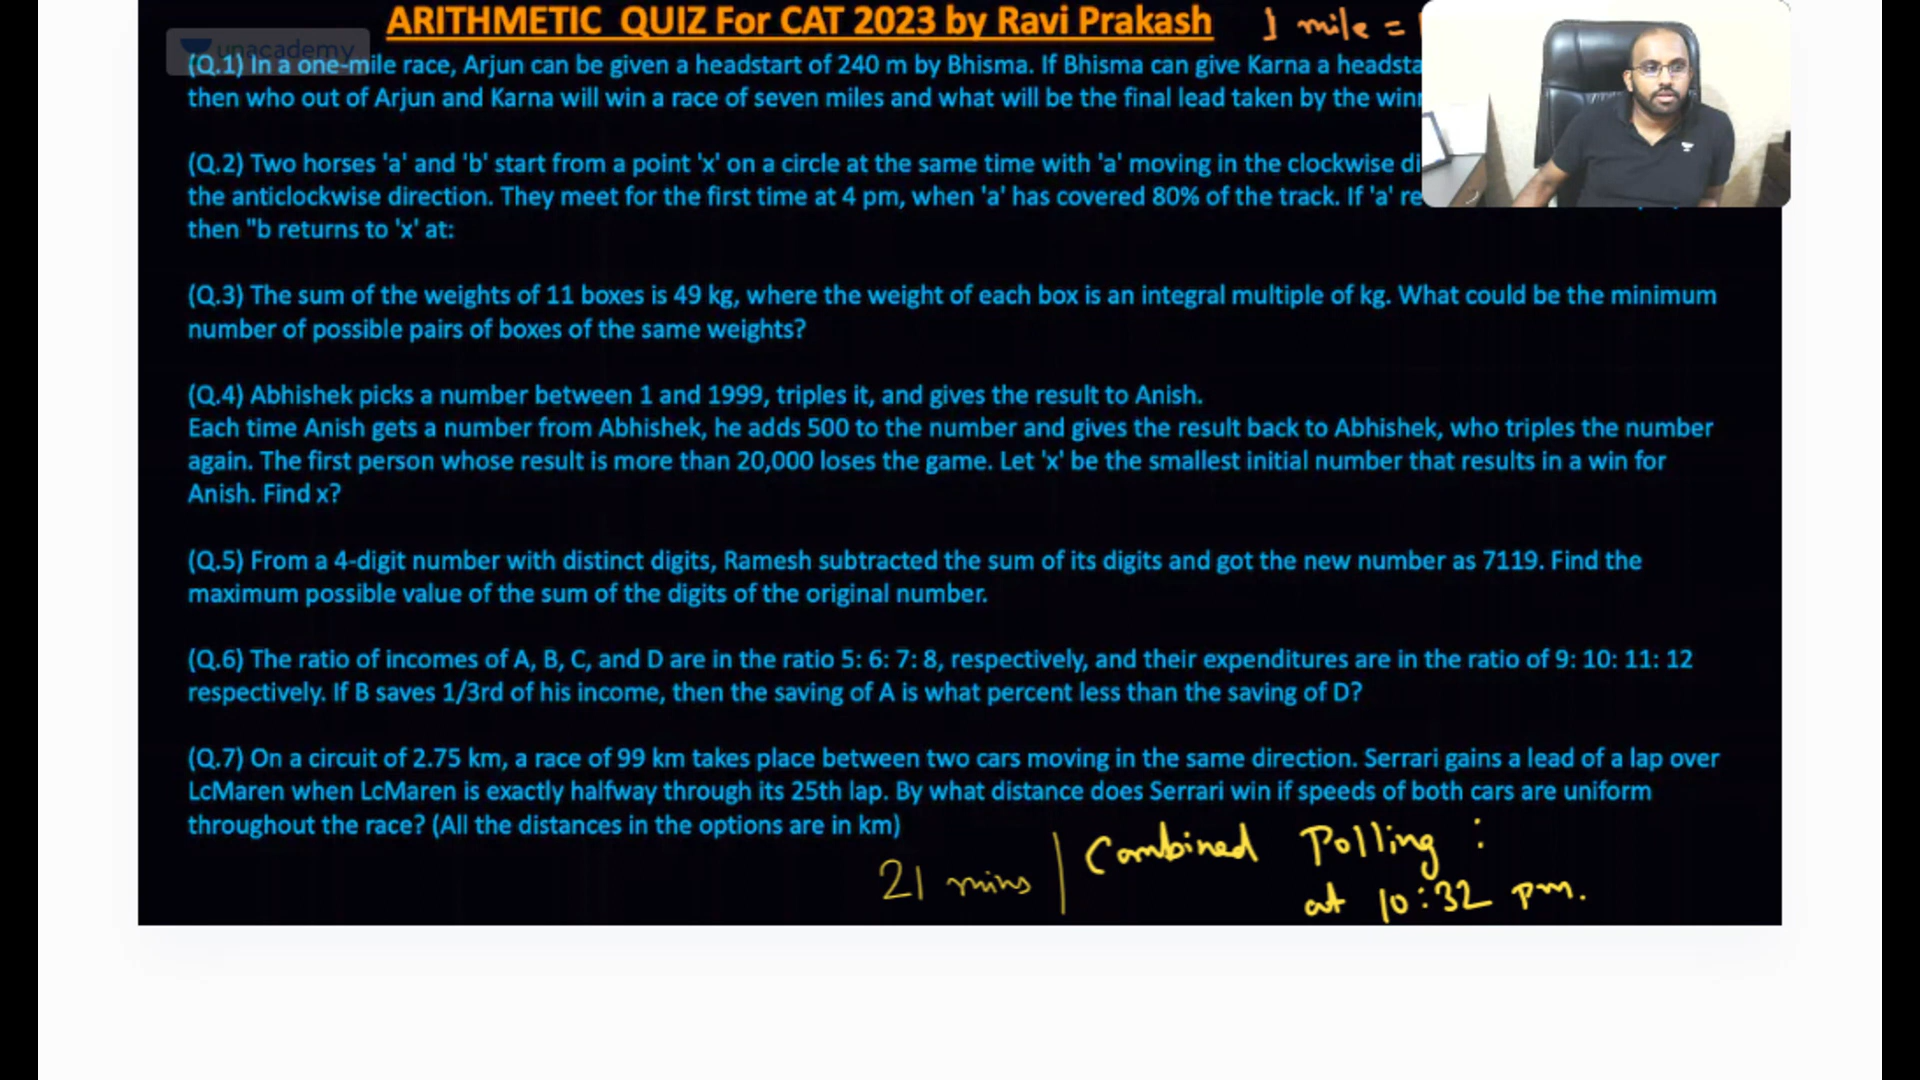 ARITHMETIC QUIZ For CAT 2023 by Ravi Prakash 1 mile =
unacademy
(Q.1) In a one-mile race, Arjun can be given a headstart of 240 m by Bhisma. If Bhisma can give Karna a
then who out of Arjun and Karna will win a race of seven miles and what will be the final lead taken by the
(Q.2) Two horses 'a' and 'b' start from a point 'x' on a circle at the same time with 'a' moving in the clockwise
the anticlockwise direction. They meet for the first time at 4 pm, when 'a' has covered 80% of the track. If 'a'
then "b returns to 'x' at:
(Q.3) The sum of the weights of 11 boxes is 49 kg, where the weight of each box is an integral multiple of kg. What could be the minimum
number of possible pairs of boxes of the same weights?
(Q.4) Abhishek picks a number between 1 and 1999, triples it, and gives the result to Anish.
Each time Anish gets a number from Abhishek, he adds 500 to the number and gives the result back to Abhishek, who triples the number
again. The first person whose result is more than 20,000 loses the game. Let 'x' be the smallest initial number that results in a win for
Anish. Find x?
(Q.5) From a 4-digit number with distinct digits, Ramesh subtracted the sum of its digits and got the new number as 7119. Find the
maximum possible value of the sum of the digits of the original number.
(Q.6) The ratio of incomes of A, B, C, and D are in the ratio 5: 6: 7: 8, respectively, and their expenditures are in the ratio of 9: 10: 11: 12
respectively. If B saves 1/3rd of his income, then the saving of A is what percent less than the saving of D?
(Q.7) On a circuit of 2.75 km, a race of 99 km takes place between two cars moving in the same direction. Serrari gains a lead of a lap over
LcMaren when LcMaren is exactly halfway through its 25th lap. By what distance does Serrari win if speeds of both cars are uniform
throughout the race? (All the distances in the options are in km)
21 mins | Combined Polling :
at 10:32 pm.